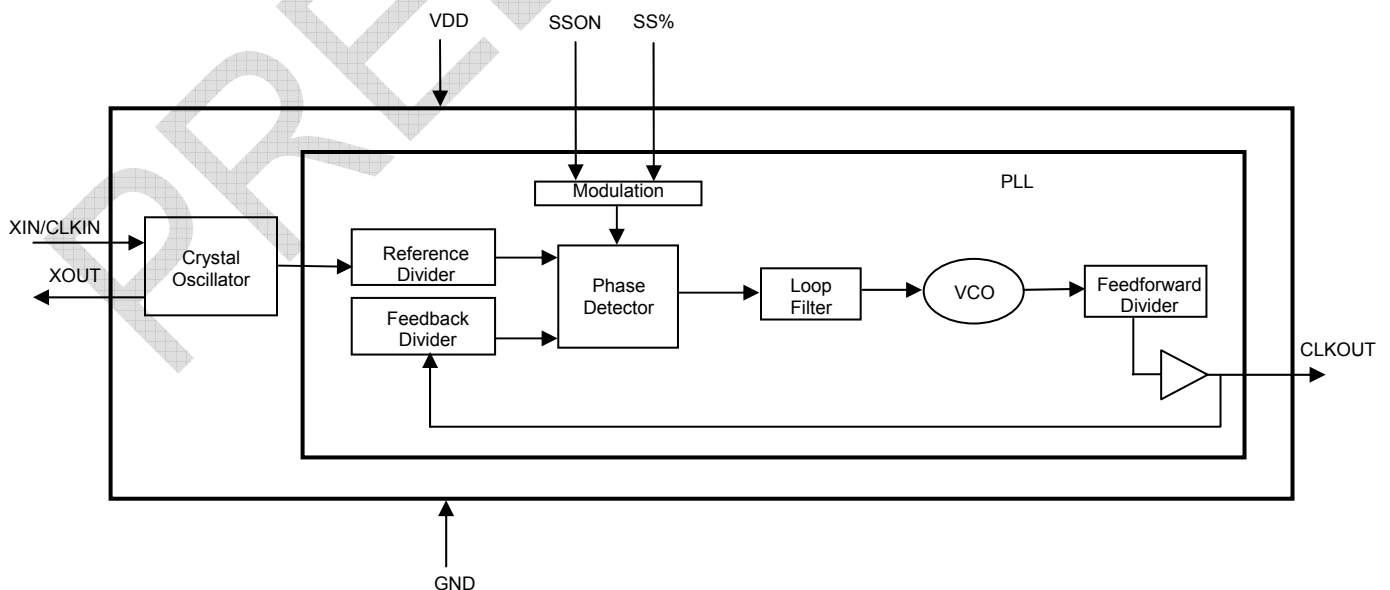 VDD
SSON
SS%
PLL
Modulation
XIN/CLKIN
XOUT
Crystal
Oscillator
Reference
Divider
Feedback
Divider
Phase
Detector
Loop
Filter
VCO
Feedforward
Divider
CLKOUT
GND